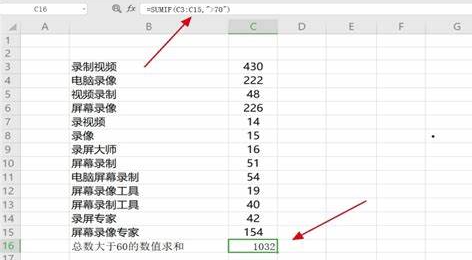 C16 fx =SUMIF(C3:C15,">70")
A B C D E F G
1
2
3 录制视频 430
4 电脑录像 222
5 视频录制 48
6 屏幕录像 226
7 录视频 14
8 录像 15
9 录屏大师 16
10 屏幕录制 51
11 电脑屏幕录制 54
12 屏幕录像工具 19
13 屏幕录制工具 40
14 录屏专家 42
15 屏幕录像专家 154
16 总数大于60的数值求和 1032
17